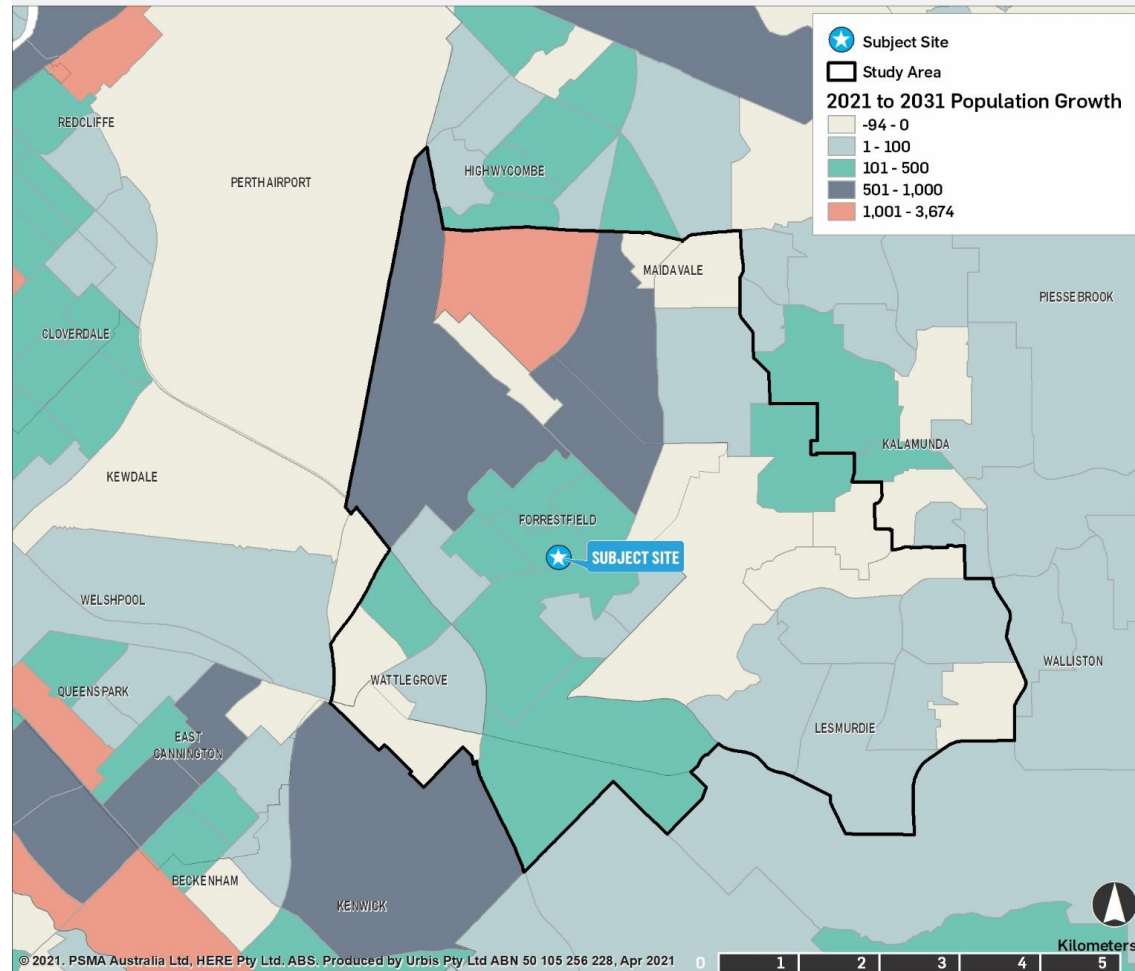 Subject Site
Study Area
2021 to 2031 Population Growth
-94 - 0
1 - 100
101 - 500
501 - 1,000
1,001 - 3,674
REDCLIFFE
PERTH AIRPORT
HIGH WYCOMBE
MAIDA VALE
PIESSE BROOK
CLOVERDALE
KALAMUNDA
KEWDALE
FORRESTFIELD
SUBJECT SITE
WELSHPOOL
WALLISTON
WATTLE GROVE
QUEENS PARK
LESMURDIE
EAST
CANNINGTON
BECKENHAM
KENWICK
Kilometers
© 2021. PSMA Australia Ltd, HERE Pty Ltd. ABS. Produced by Urbis Pty Ltd ABN 50 105 256 228, Apr 2021
0 1 2 3 4 5